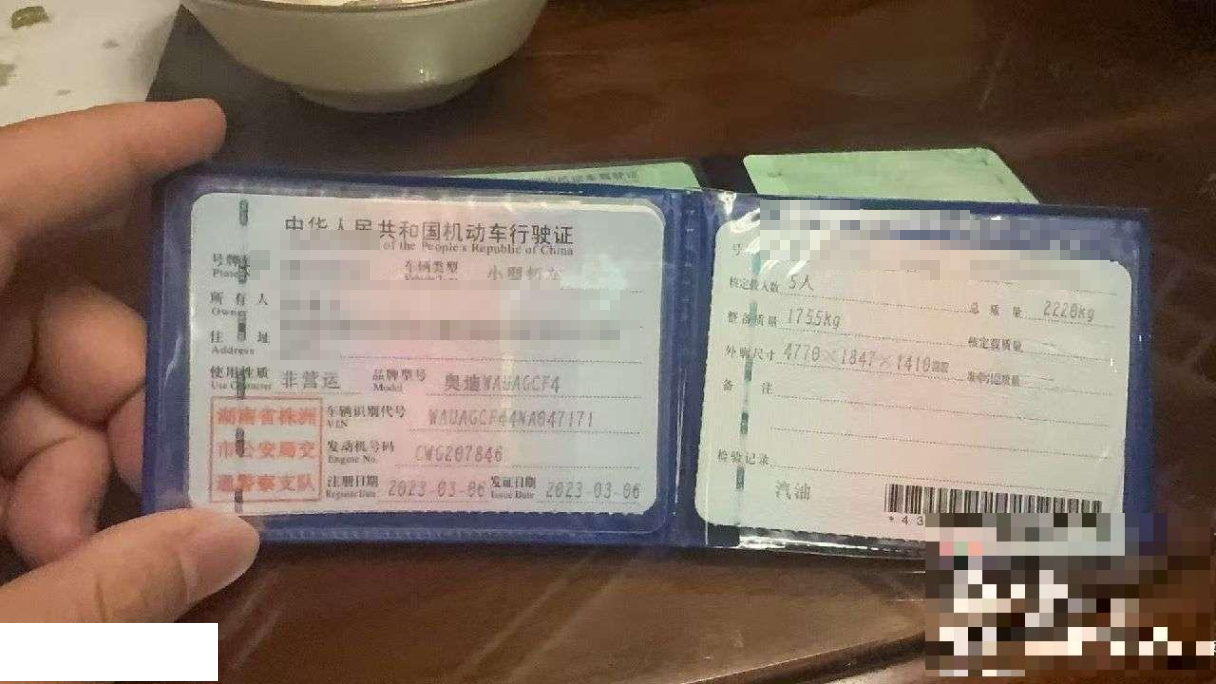 中华人民共和国机动车行驶证
of the People's Republic of China
号牌
Plate
车辆类型
小型轿车
所有人
Owner
住址
Address
使用性质 非营运 品牌型号 奥迪WAUAGCF4
Use Character Model
湖南省株洲
市公安局交
通警察支队
车辆识别代号 WAUAGCF44NA047171
VIN
发动机号码 CWG207846
Engine No.
注册日期 2023-03-06 发证日期 2023-03-06
Register Date Issue Date
核定载人数 5人
总质量 2220kg
整备质量 1755kg
核定载质量
外廓尺寸 4770×1847×1410mm
准牵引总质量
备注
检验记录
汽油
*43